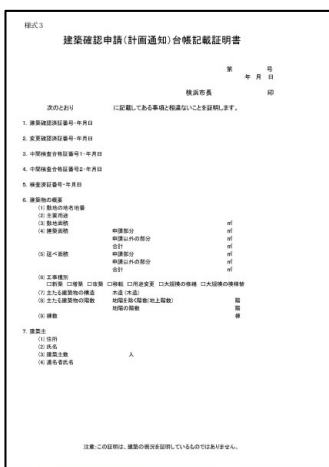 様式3
建築確認申請(計画通知)台帳記載証明書
第 号
年 月 日
横浜市長 印
次のとおり に記載してある事項と相違ないことを証明します。
1. 建築確認済証番号・年月日
2. 変更確認済証番号・年月日
3. 中間検査合格証番号1・年月日
4. 中間検査合格証番号2・年月日
5. 検査済証番号・年月日
6. 建築物の概要
(1) 敷地の地名地番
(2) 主要用途
(3) 敷地面積 ㎡
(4) 建築面積 申請部分 ㎡
申請以外の部分 ㎡
合計 ㎡
(5) 延べ面積 申請部分 ㎡
申請以外の部分 ㎡
合計 ㎡
(6) 工事種別
□新築 □増築 □改築 □移転 □用途変更 □大規模の修繕 □大規模の模様替
(7) 主たる建築物の構造 木造(木造)
(8) 主たる建築物の階数 地階を除く階数(地上階数) 階
地階の階数 階
(9) 棟数 棟
7. 建築主
(1) 住所
(2) 氏名
(3) 建築主数 人
(4) 連名者氏名
注意:この証明は、建築の現況を証明しているものではありません。